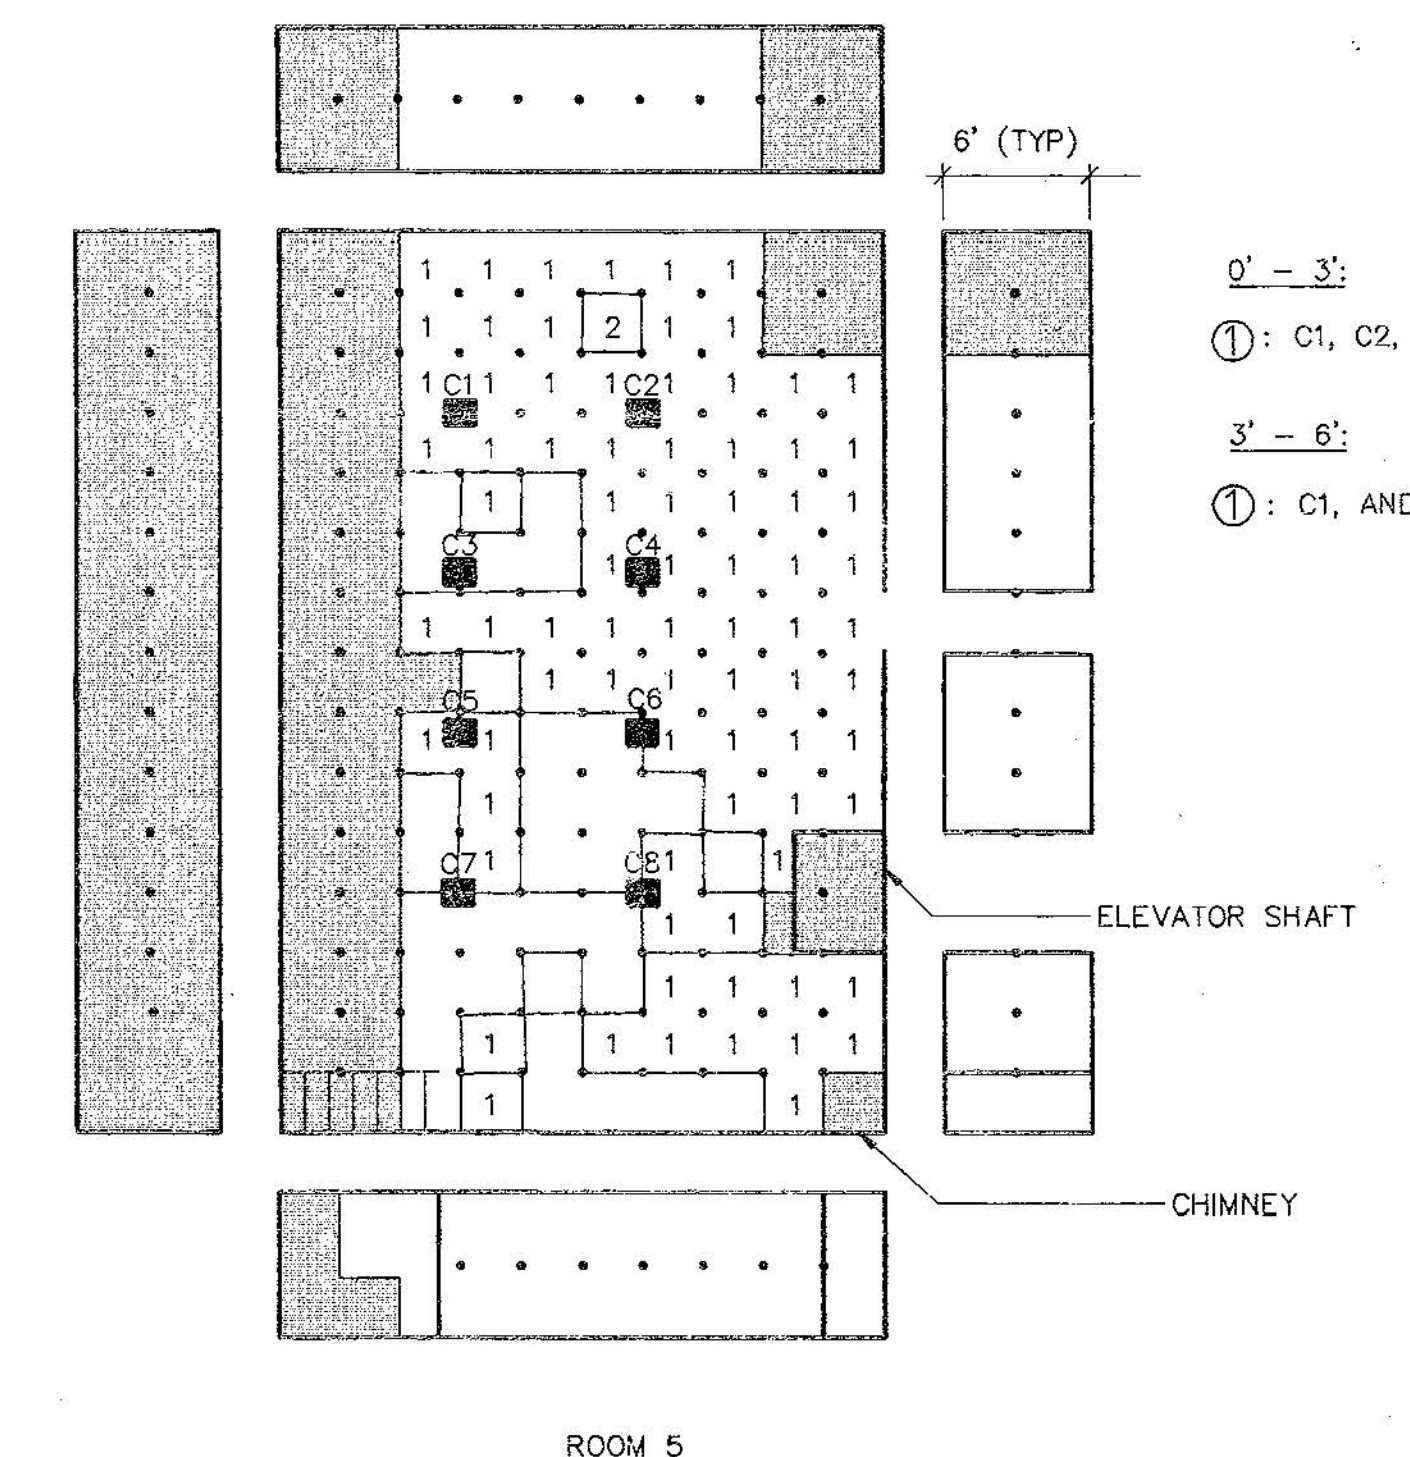 6' (TYP)
0' - 3':
1 1 1 1 1 1
1 1 1 2 1 1
①: C1, C2,
1 C1 1 1 1 C2 1 1 1 1
3' - 6':
1 1 1 1 1 1 1 1
1 1 1 1 1 1
①: C1, AND
C3 C4
1 1 1 1 1
1 1 1 1 1 1 1 1
1 1 1 1 1 1
C5 C6
1 1 1 1 1 1
1 1 1 1
C7 1 C8 1 1
ELEVATOR SHAFT
1 1
1 1 1 1
1 1 1 1 1 1
1 1
CHIMNEY
ROOM 5